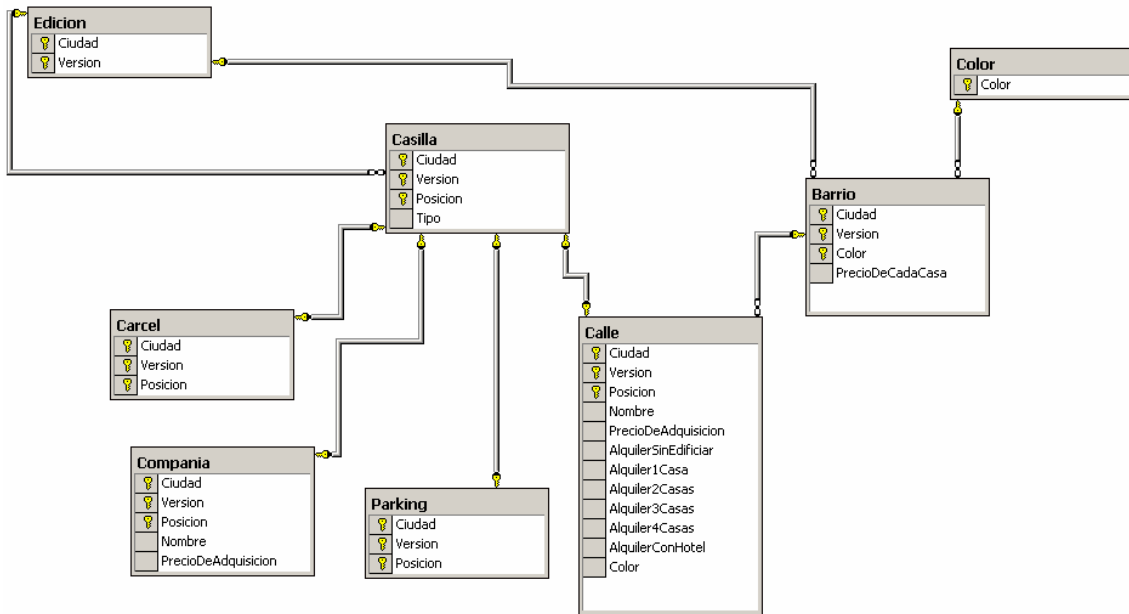 Edicion
Ciudad
Version
Color
Color
Casilla
Ciudad
Version
Posicion
Tipo
Barrio
Ciudad
Version
Color
PrecioDeCadaCasa
Carcel
Ciudad
Version
Posicion
Calle
Ciudad
Version
Posicion
Nombre
PrecioDeAdquisicion
AlquilerSinEdificiar
Alquiler1Casa
Alquiler2Casas
Alquiler3Casas
Alquiler4Casas
AlquilerConHotel
Color
Compania
Ciudad
Version
Posicion
Nombre
PrecioDeAdquisicion
Parking
Ciudad
Version
Posicion